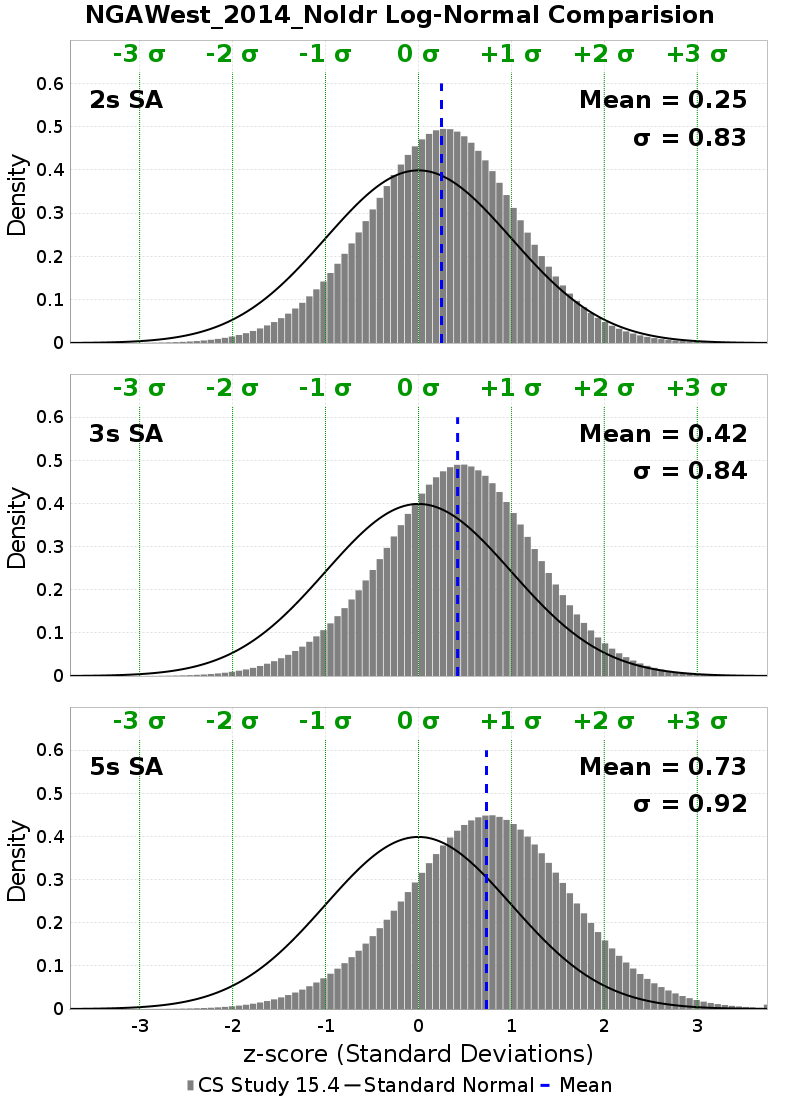 NGAWest_2014_NoIdr Log-Normal Comparision
-3 σ -2 σ -1 σ 0 σ +1 σ +2 σ +3 σ
0.6
2s SA
Mean = 0.25
0.5
σ = 0.83
0.4
0.3
0.2
0.1
0
Density
-3 σ -2 σ -1 σ 0 σ +1 σ +2 σ +3 σ
0.6
3s SA
Mean = 0.42
0.5
σ = 0.84
0.4
0.3
0.2
0.1
0
Density
-3 σ -2 σ -1 σ 0 σ +1 σ +2 σ +3 σ
0.6
5s SA
Mean = 0.73
0.5
σ = 0.92
0.4
0.3
0.2
0.1
0
Density
-3 -2 -1 0 1 2 3
z-score (Standard Deviations)
CS Study 15.4 Standard Normal Mean